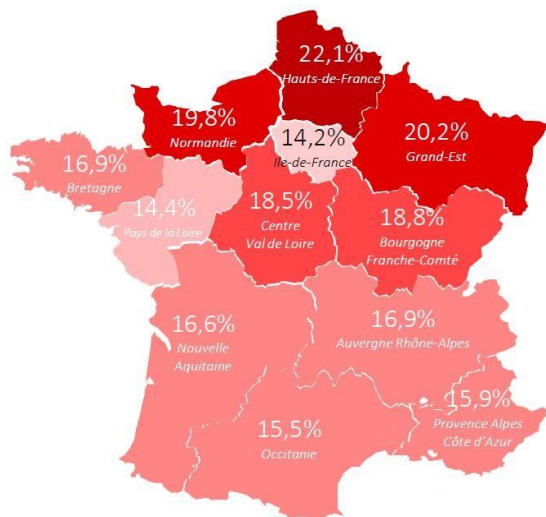 22,1%
Hauts-de-France
19,8%
Normandie
14,2%
Ile-de-France
20,2%
Grand-Est
16,9%
Bretagne
14,4%
Pays de la Loire
18,5%
Centre
Val de Loire
18,8%
Bourgogne
Franche-Comté
16,6%
Nouvelle
Aquitaine
16,9%
Auvergne Rhône-Alpes
15,9%
Provence Alpes
Côte d'Azur
15,5%
Occitanie